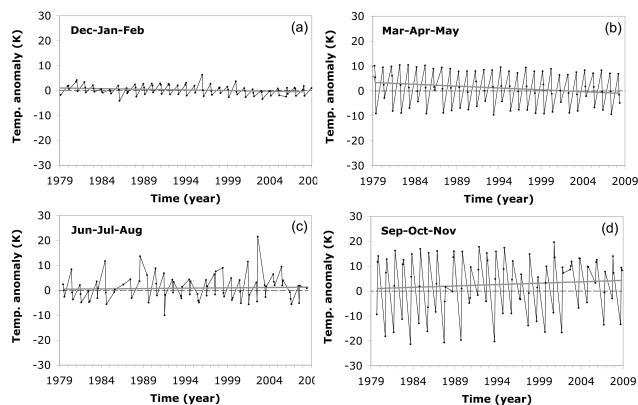 Dec-Jan-Feb
(a)
Temp. anomaly (K)
30
20
10
0
-10
-20
-30
1979 1984 1989 1994 1999 2004 200
Time (year)
Mar-Apr-May
(b)
Temp. anomaly (K)
30
20
10
0
-10
-20
-30
1979 1984 1989 1994 1999 2004 2009
Time (year)
Jun-Jul-Aug
(c)
Temp. anomaly (K)
30
20
10
0
-10
-20
-30
1979 1984 1989 1994 1999 2004 200
Time (year)
Sep-Oct-Nov
(d)
Temp. anomaly (K)
30
20
10
0
-10
-20
-30
1979 1984 1989 1994 1999 2004 2009
Time (year)